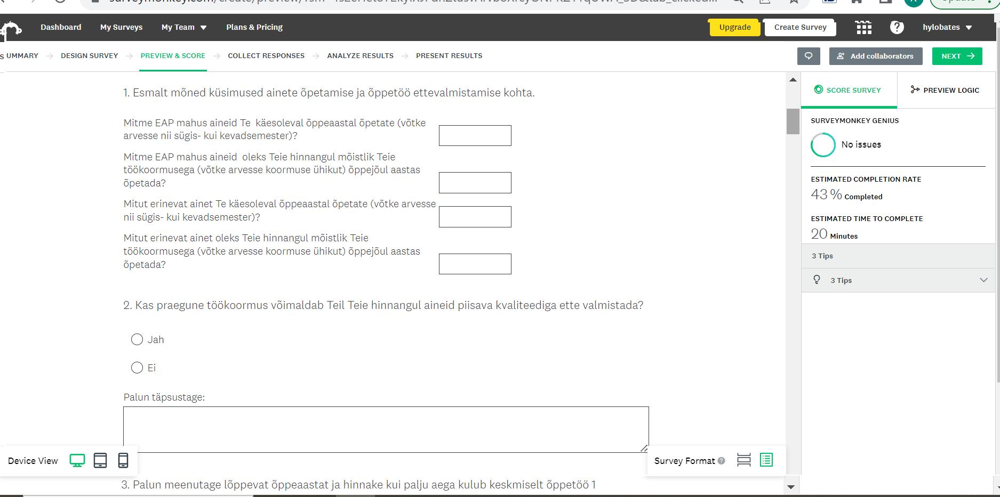 Dashboard My Surveys My Team Plans & Pricing Upgrade Create Survey ? hylobates
SUMMARY DESIGN SURVEY PREVIEW & SCORE COLLECT RESPONSES ANALYZE RESULTS PRESENT RESULTS Add collaborators NEXT
1. Esmalt mõned küsimused ainete õpetamise ja õppetöö ettevalmistamise kohta.
Mitme EAP mahus aineid Te käesoleval õppeaastal õpetate (võtke
arvesse nii sügis- kui kevadsemester)?
Mitme EAP mahus aineid oleks Teie hinnangul mõistlik Teie
töökoormusega (võtke arvesse koormuse ühikut) õppejõul aastas
õpetada?
Mitut erinevat ainet Te käesoleval õppeaastal õpetate (võtke arvesse
nii sügis- kui kevadsemester)?
Mitut erinevat ainet oleks Teie hinnangul mõistlik Teie
töökoormusega (võtke arvesse koormuse ühikut) õppejõul aastas
õpetada?
2. Kas praegune töökoormus võimaldab Teil Teie hinnangul aineid piisava kvaliteediga ette valmistada?
Jah
Ei
Palun täpsustage:
3. Palun meenutage lõppevat õppeaastat ja hinnake kui palju aega kulub keskmiselt õppetöö 1
Device View
Survey Format ?
SCORE SURVEY PREVIEW LOGIC
SURVEYMONKEY GENIUS
No issues
ESTIMATED COMPLETION RATE
43 % Completed
ESTIMATED TIME TO COMPLETE
20 Minutes
3 Tips
3 Tips